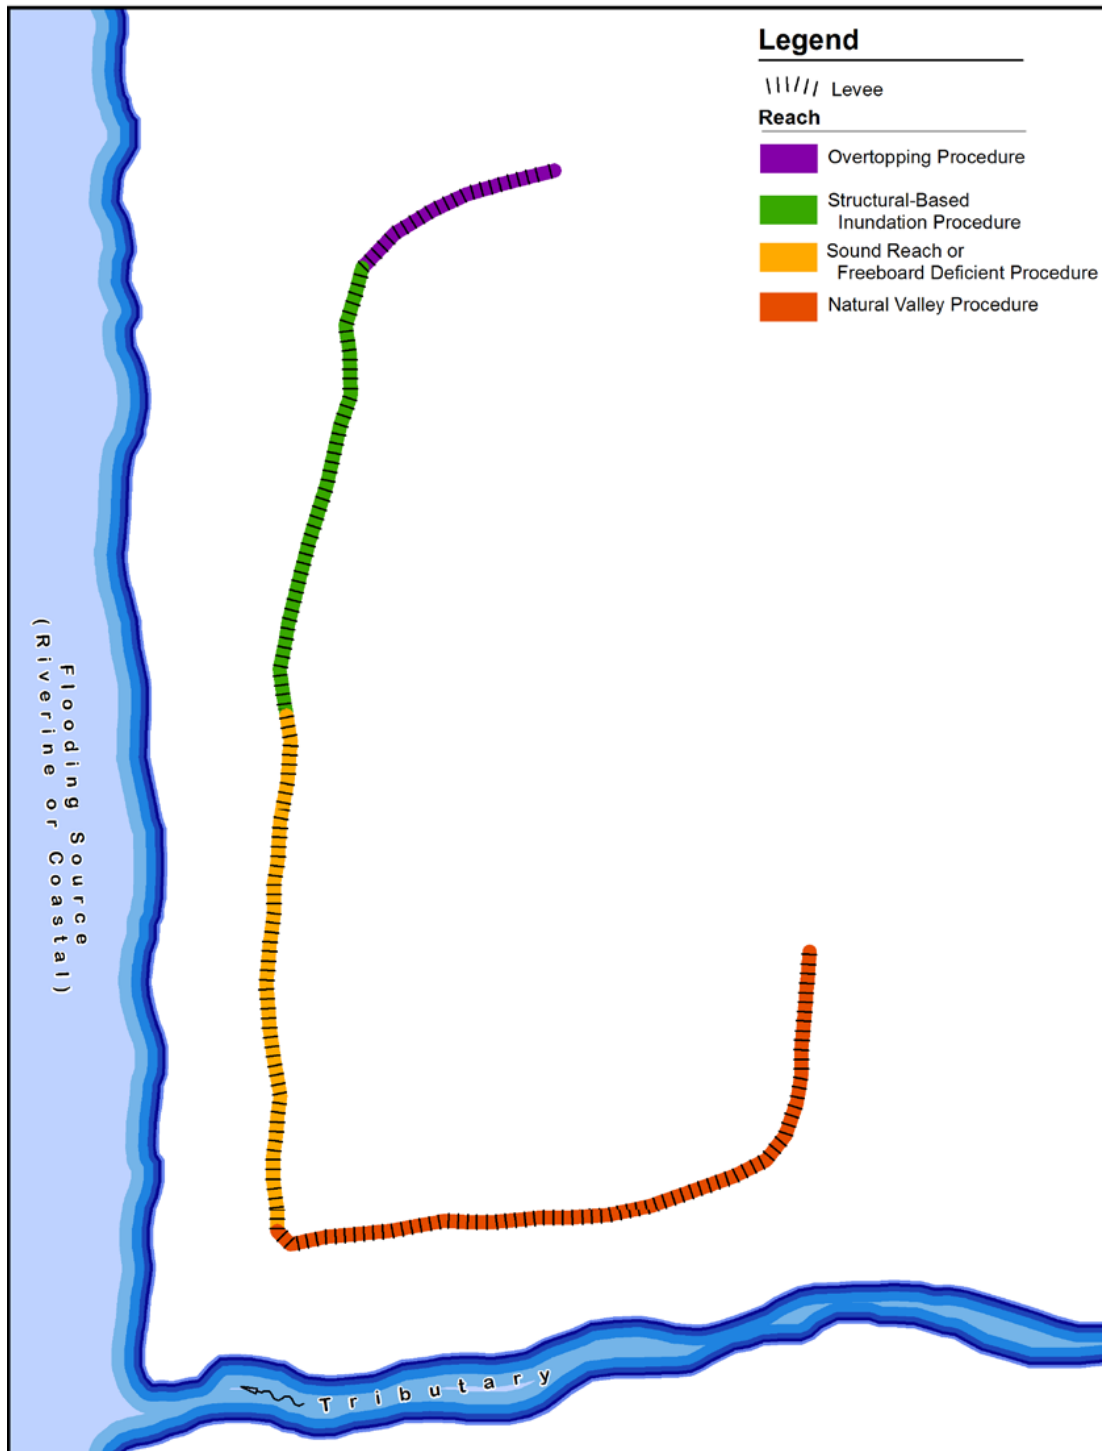 Legend
Levee
Reach
Overtopping Procedure
Structural-Based
Inundation Procedure
Sound Reach or
Freeboard Deficient Procedure
Natural Valley Procedure
Flooding Source
(Riverine or Coastal)
Tributary